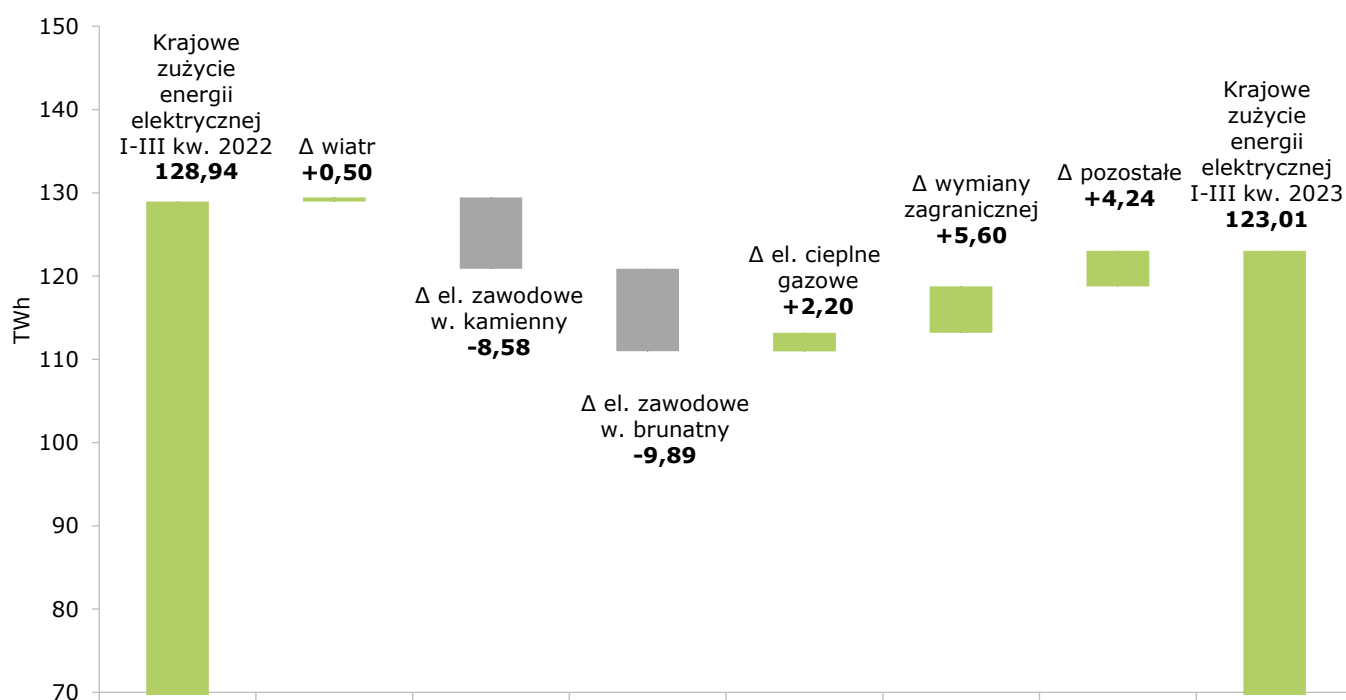 150
140
130
120
110
100
90
80
70
TWh
Krajowe
zużycie
energii
elektrycznej
I-III kw. 2022
128,94
Δ wiatr
+0,50
Δ el. zawodowe
w. kamienny
-8,58
Δ el. zawodowe
w. brunatny
-9,89
Δ el. cieplne
gazowe
+2,20
Δ wymiany
zagranicznej
+5,60
Δ pozostałe
+4,24
Krajowe
zużycie
energii
elektrycznej
I-III kw. 2023
123,01